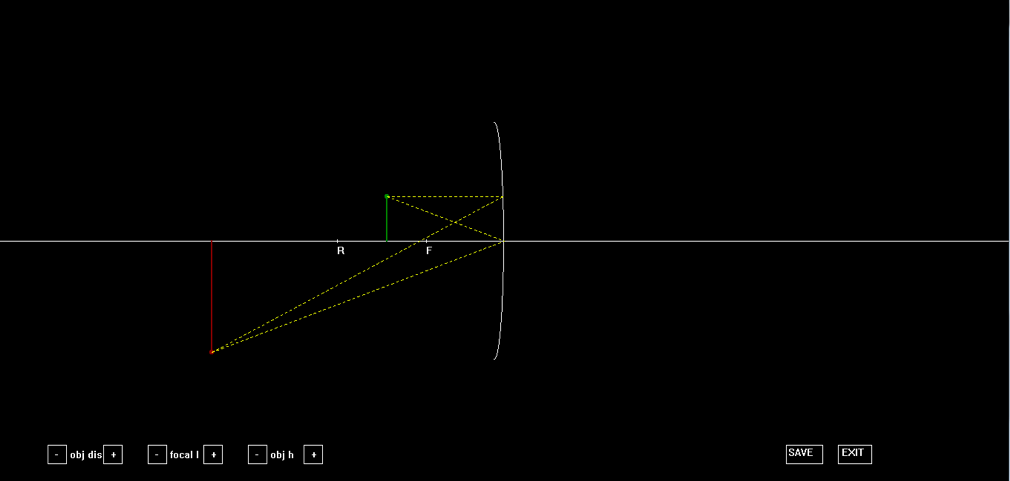 R F
- obj dis + - focal l + - obj h + SAVE EXIT